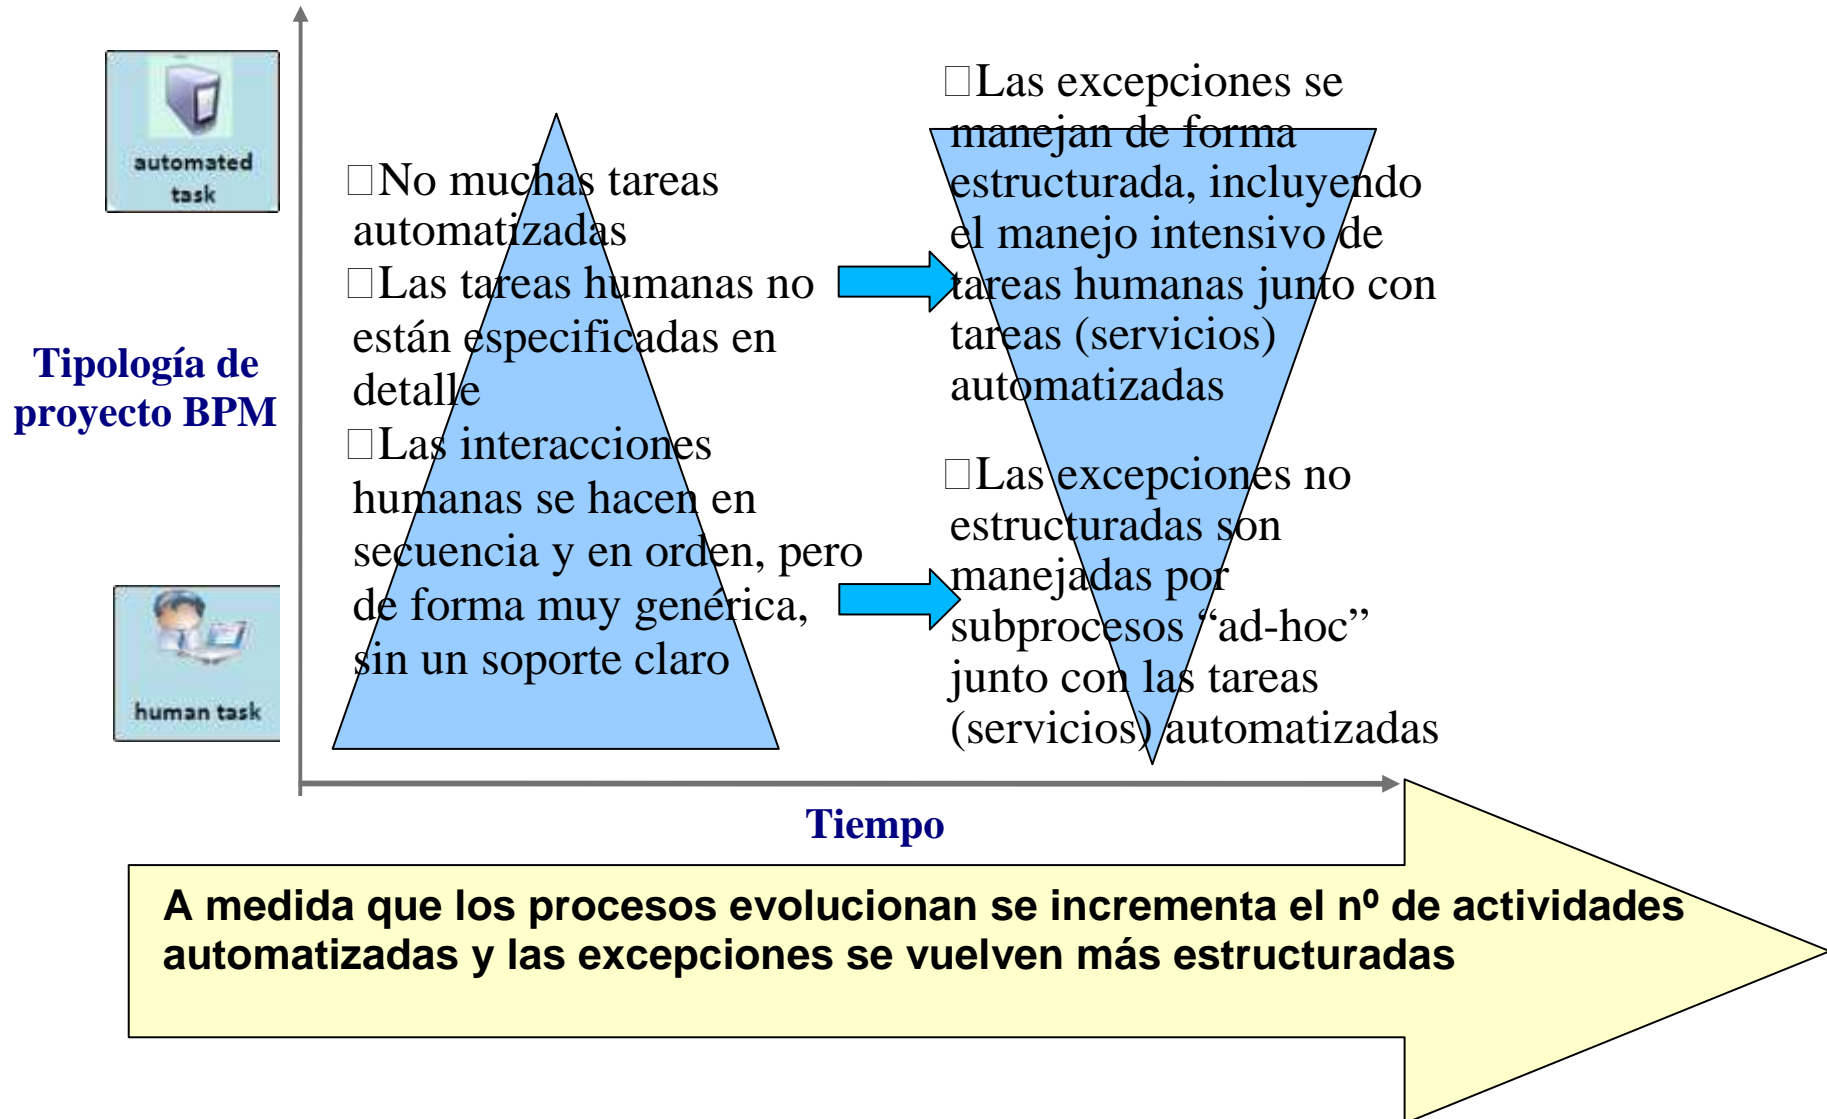 automated
task
Tipología de
proyecto BPM
human task
□No muchas tareas
automatizadas
□Las tareas humanas no
están especificadas en
detalle
□Las interacciones
humanas se hacen en
secuencia y en orden, pero
de forma muy genérica,
sin un soporte claro
□Las excepciones se
manejan de forma
estructurada, incluyendo
el manejo intensivo de
tareas humanas junto con
tareas (servicios)
automatizadas
□Las excepciones no
estructuradas son
manejadas por
subprocesos “ad-hoc”
junto con las tareas
(servicios) automatizadas
Tiempo
A medida que los procesos evolucionan se incrementa el nº de actividades
automatizadas y las excepciones se vuelven más estructuradas